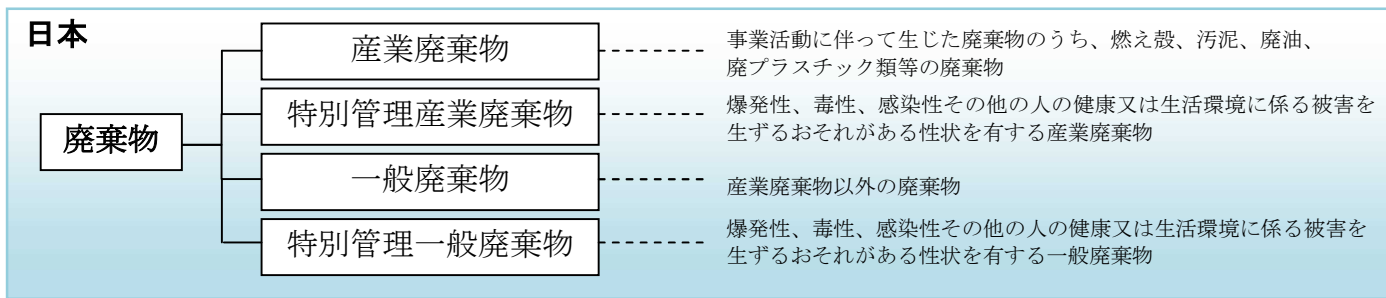 日本
廃棄物
産業廃棄物
事業活動に伴って生じた廃棄物のうち、燃え殻、汚泥、廃油、
廃プラスチック類等の廃棄物
特別管理産業廃棄物
爆発性、毒性、感染性その他の人の健康又は生活環境に係る被害を
生ずるおそれがある性状を有する産業廃棄物
一般廃棄物
産業廃棄物以外の廃棄物
特別管理一般廃棄物
爆発性、毒性、感染性その他の人の健康又は生活環境に係る被害を
生ずるおそれがある性状を有する一般廃棄物